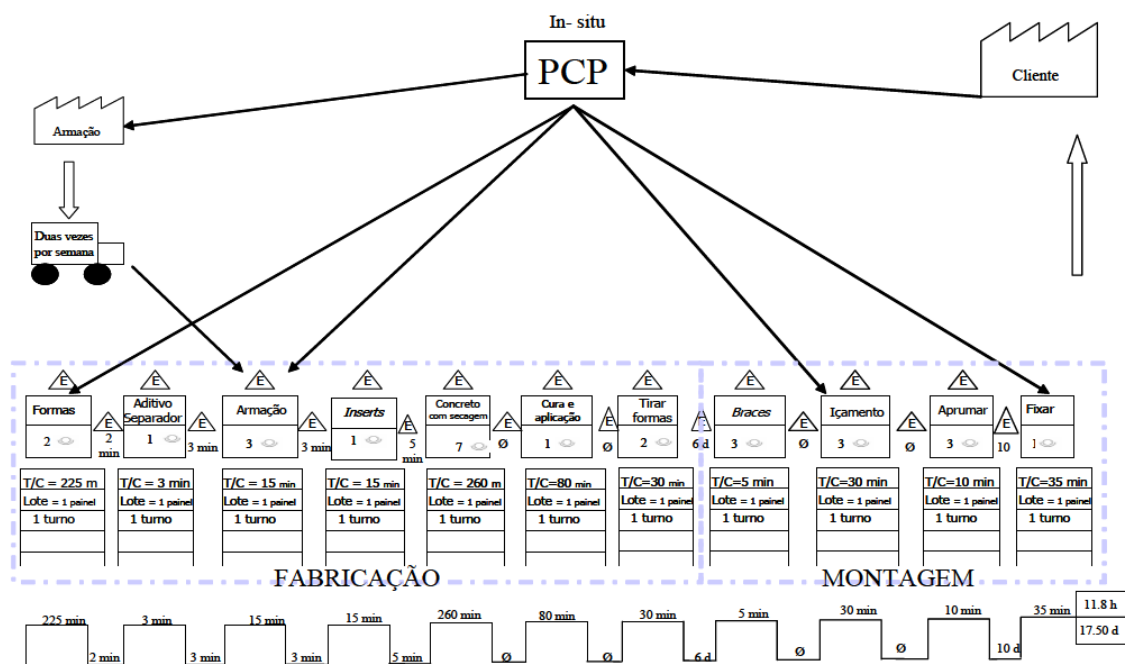 In- situ
PCP
Cliente
Armação
Duas vezes
por semana
E E E E E E E E E E E
Formas
Aditivo
Separador
Armação
Inserts
Concreto
com secagem
Cura e
aplicação
Tirar
formas
Braces
Içamento
Aprumar
Fixar
E E E E E E E E E E
2 1 3 1 7 1 2 3 3 3 1
2
min
3 min
3 min
5
min
Ø
Ø
6 d
Ø
Ø
10
T/C = 225 m
Lote = 1 painel
1 turno
T/C = 3 min
Lote = 1 painel
1 turno
T/C = 15 min
Lote = 1 painel
1 turno
T/C = 15 min
Lote = 1 painel
1 turno
T/C = 260 m
Lote = 1 painel
1 turno
T/C=80 min
Lote = 1 painel
1 turno
T/C=30 min
Lote = 1 painel
1 turno
T/C=5 min
Lote = 1 painel
1 turno
T/C=30 min
Lote = 1 painel
1 turno
T/C=10 min
Lote = 1 painel
1 turno
T/C=35 min
Lote = 1 painel
1 turno
FABRICAÇÃO
MONTAGEM
225 min 3 min 15 min 15 min 260 min 80 min 30 min 5 min 30 min 10 min 35 min
11.8 h
17.50 d
2 min 3 min 3 min 5 min Ø Ø 6 d Ø Ø 10 d